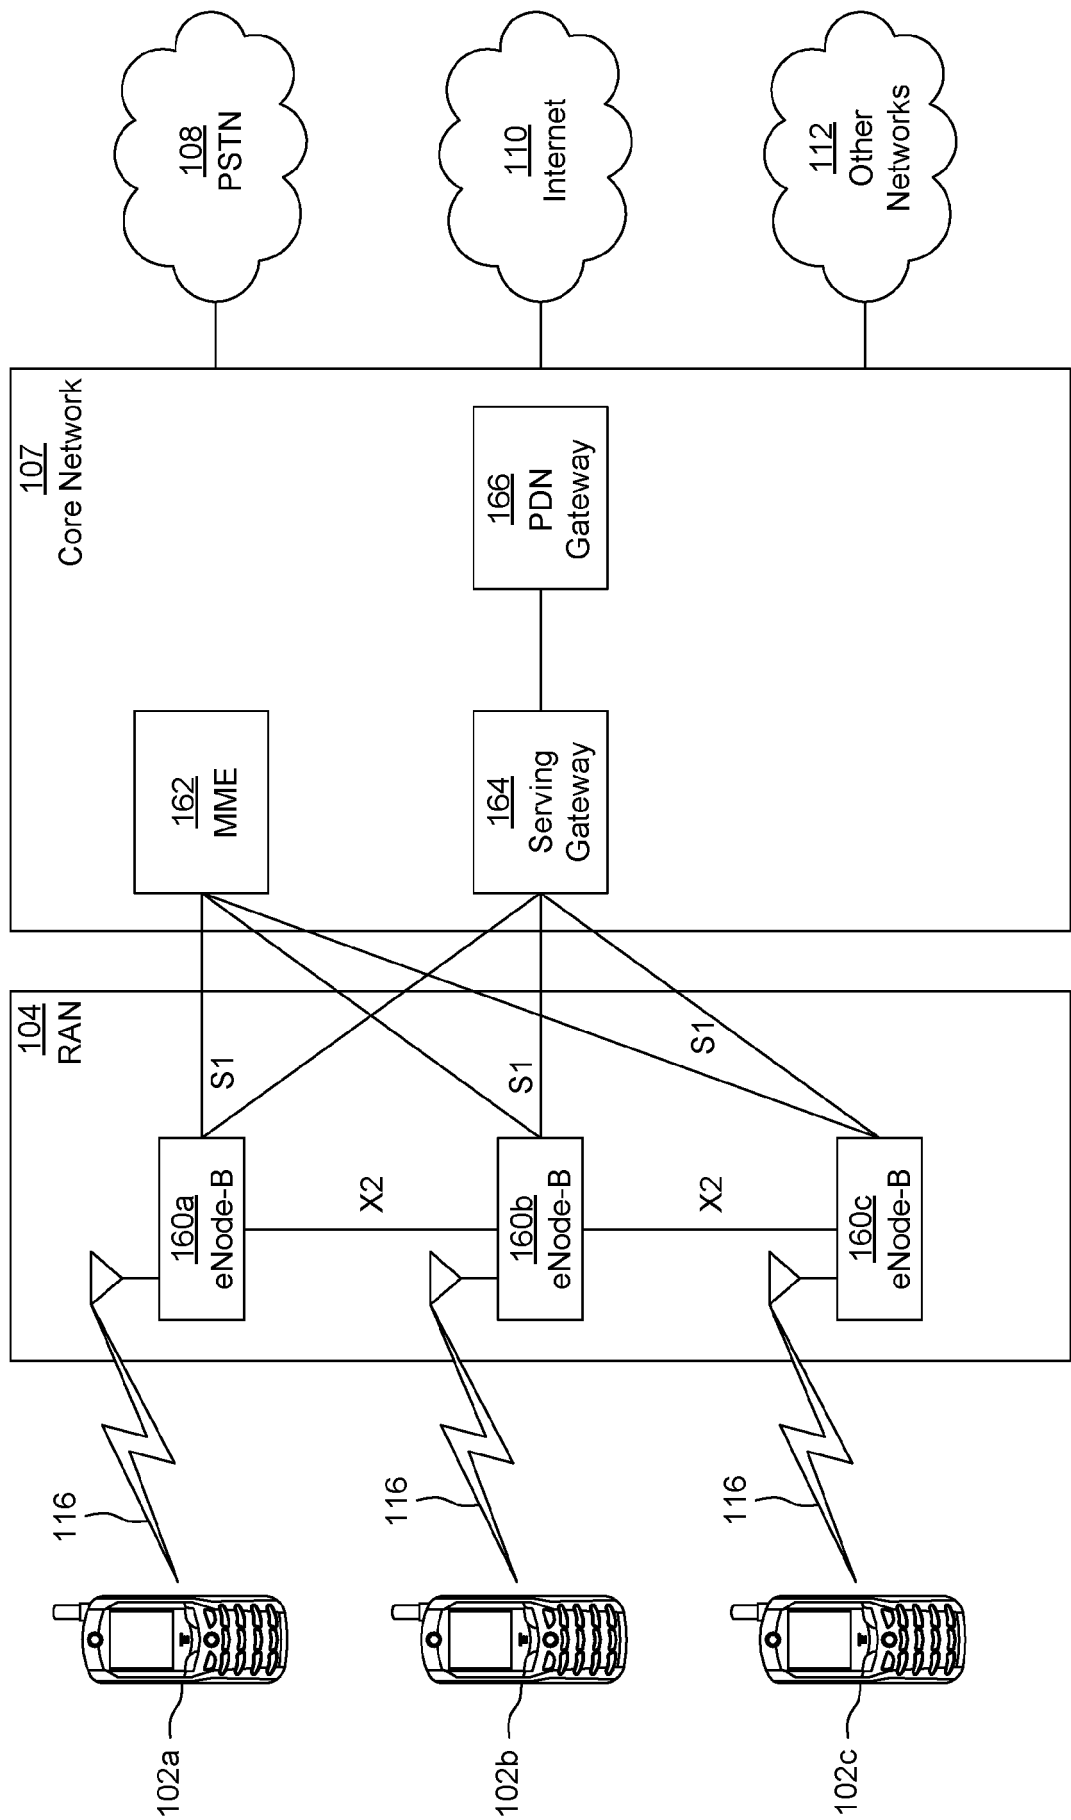 102a
102b
102c
116
116
116
104
RAN
160a
eNode-B
160b
eNode-B
160c
eNode-B
X2
X2
S1
S1
S1
107
Core Network
162
MME
164
Serving
Gateway
166
PDN
Gateway
108
PSTN
110
Internet
112
Other
Networks